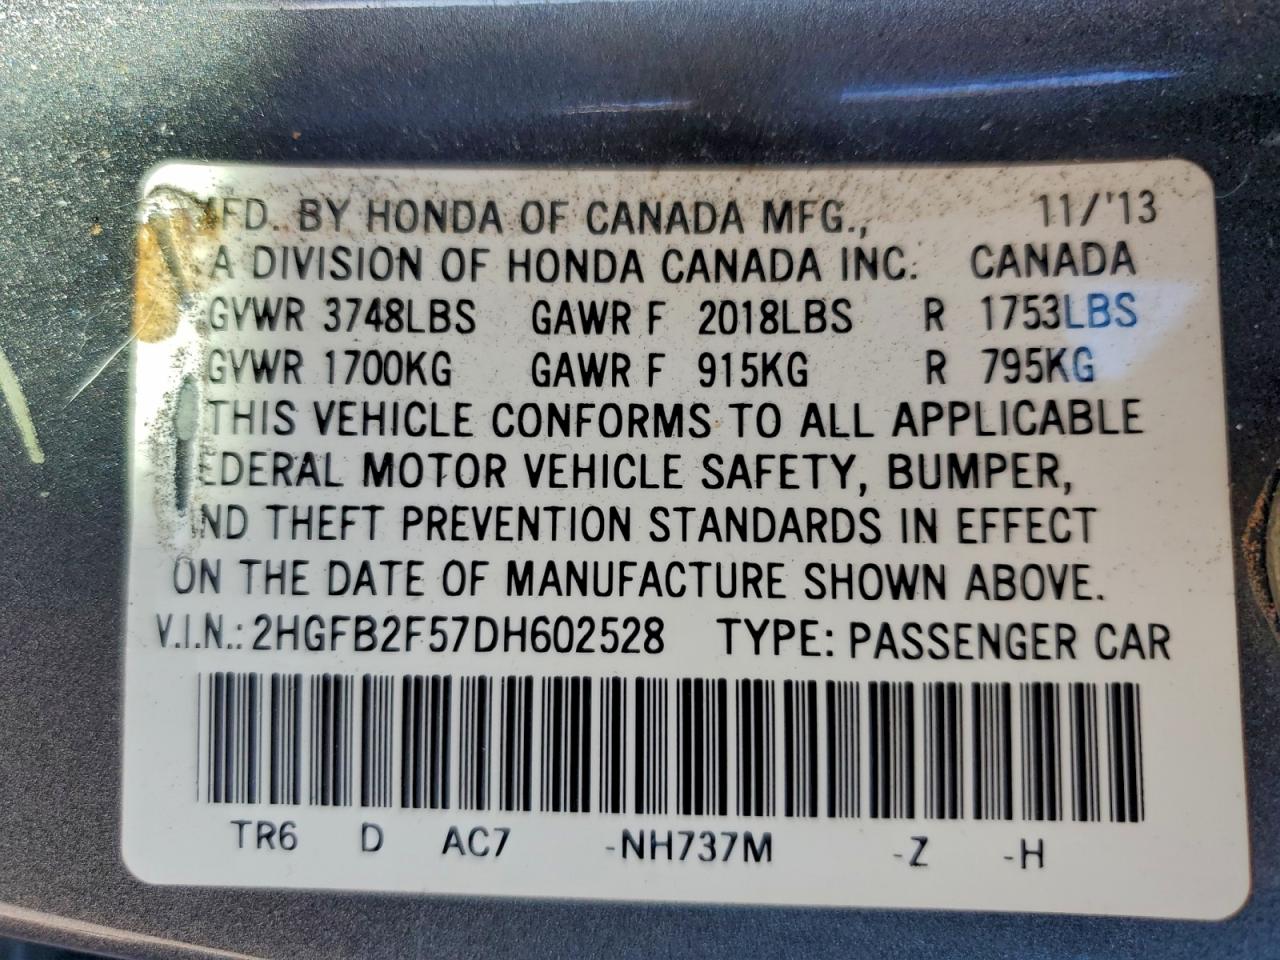 MFD. BY HONDA OF CANADA MFG., 11/'13
A DIVISION OF HONDA CANADA INC. CANADA
GVWR 3748LBS GAWR F 2018LBS R 1753LBS
GVWR 1700KG GAWR F 915KG R 795KG
THIS VEHICLE CONFORMS TO ALL APPLICABLE
FEDERAL MOTOR VEHICLE SAFETY, BUMPER,
AND THEFT PREVENTION STANDARDS IN EFFECT
ON THE DATE OF MANUFACTURE SHOWN ABOVE.
V.I.N.: 2HGFB2F57DH602528 TYPE: PASSENGER CAR
TR6 D AC7 -NH737M -Z -H